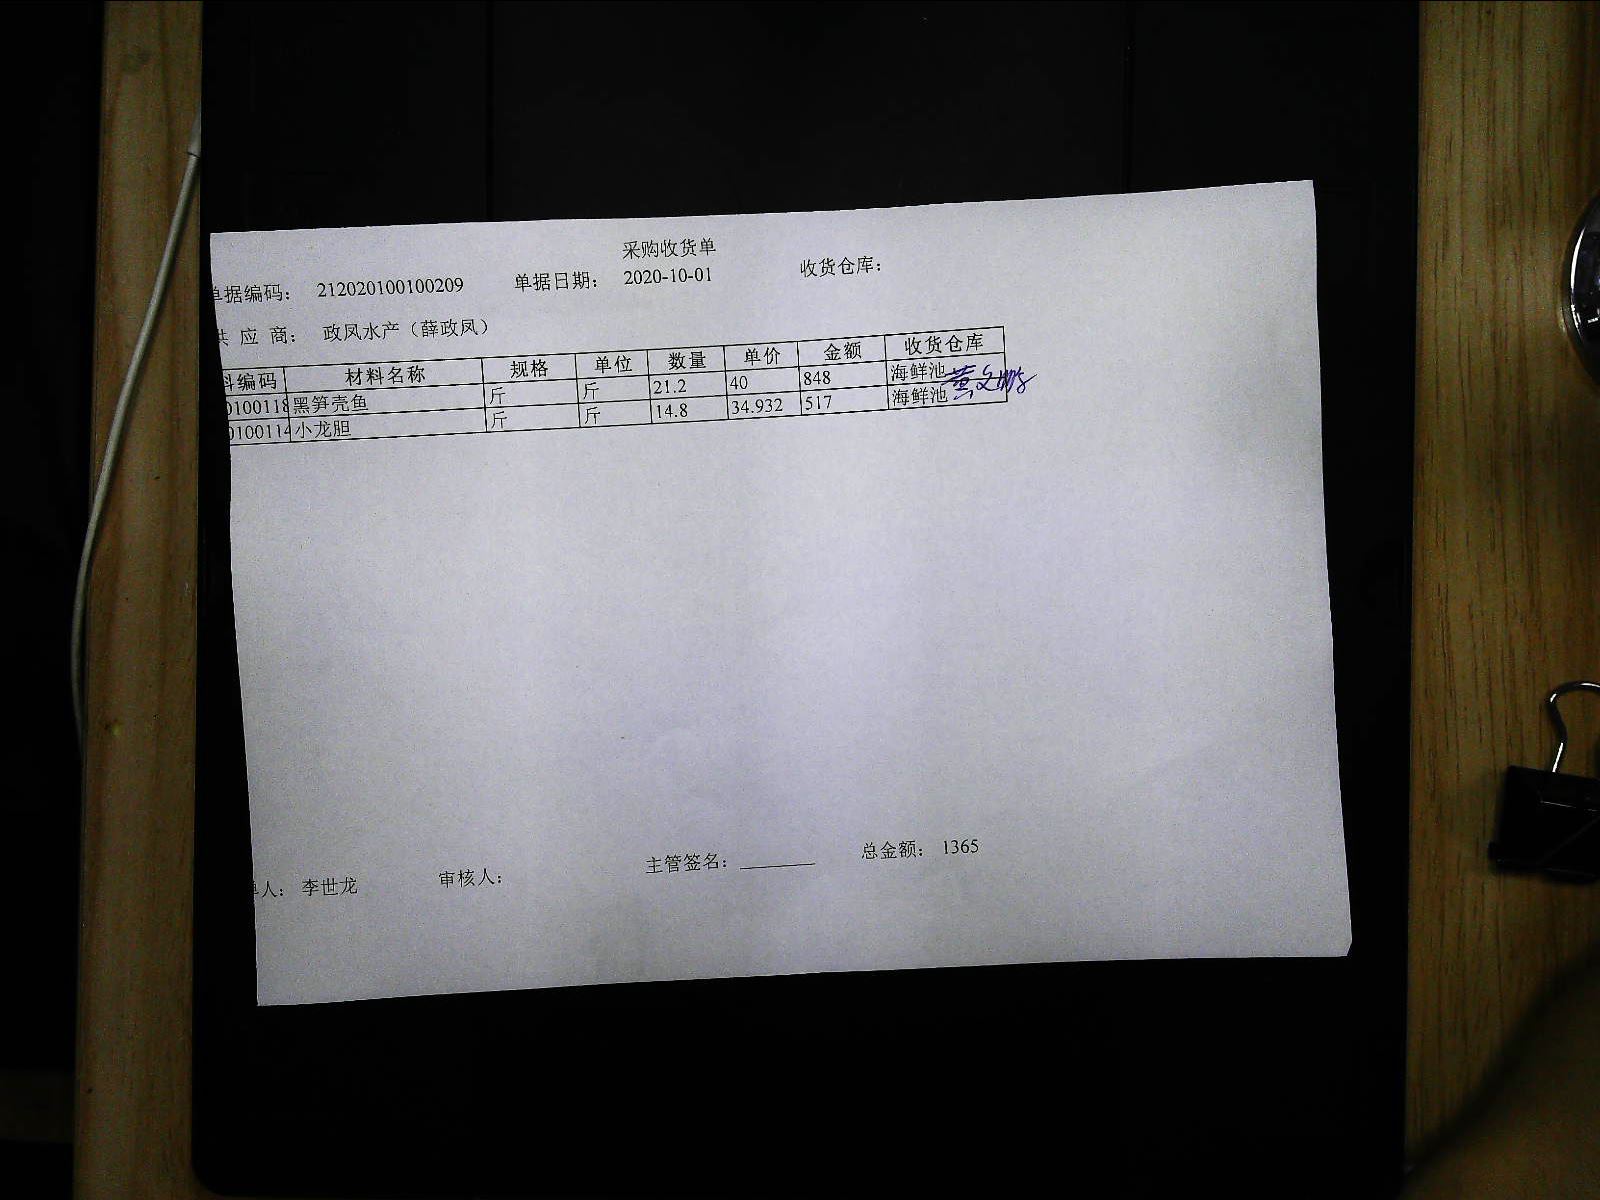 采购收货单
单据编码： 212020100100209 单据日期： 2020-10-01 收货仓库：
供 应 商： 政凤水产（薛政凤）
料编码 材料名称 规格 单位 数量 单价 金额 收货仓库
0100118 黑笋壳鱼 斤 斤 21.2 40 848 海鲜池
0100114 小龙胆 斤 斤 14.8 34.932 517 海鲜池
单人： 李世龙 审核人： 主管签名： 总金额： 1365